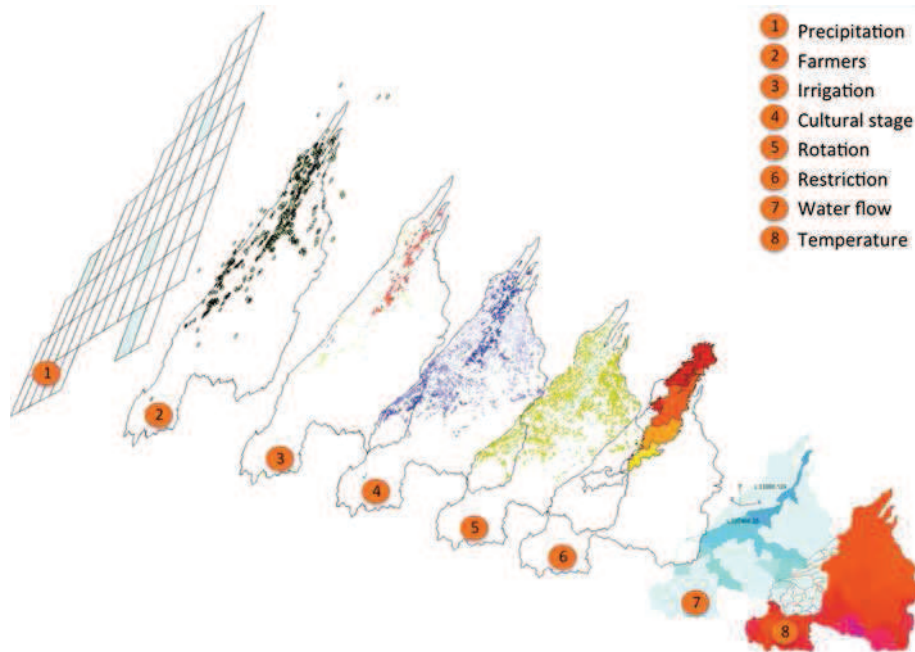 1 Precipitation
2 Farmers
3 Irrigation
4 Cultural stage
5 Rotation
6 Restriction
7 Water flow
8 Temperature
1
2
3
4
5
6
7
8